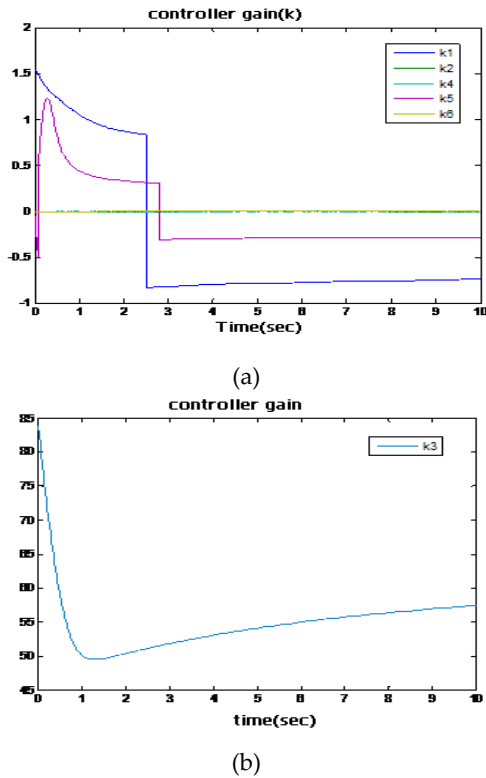 controller gain(k)
2
1.5
1
0.5
0
-0.5
-1
k1
k2
k4
k5
k6
0 1 2 3 4 5 6 7 8 9 10
Time(sec)
(a)
controller gain
85
80
75
70
65
60
55
50
45
k3
0 1 2 3 4 5 6 7 8 9 10
time(sec)
(b)